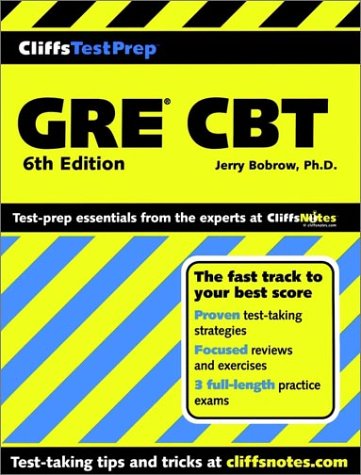 CliffsTestPrep™
GRE® CBT
6th Edition
Jerry Bobrow, Ph.D.
Test-prep essentials from the experts at CliffsNotes
The fast track to
your best score
Proven test-taking
strategies
Focused reviews
and exercises
3 full-length practice
exams
Test-taking tips and tricks at cliffsnotes.com